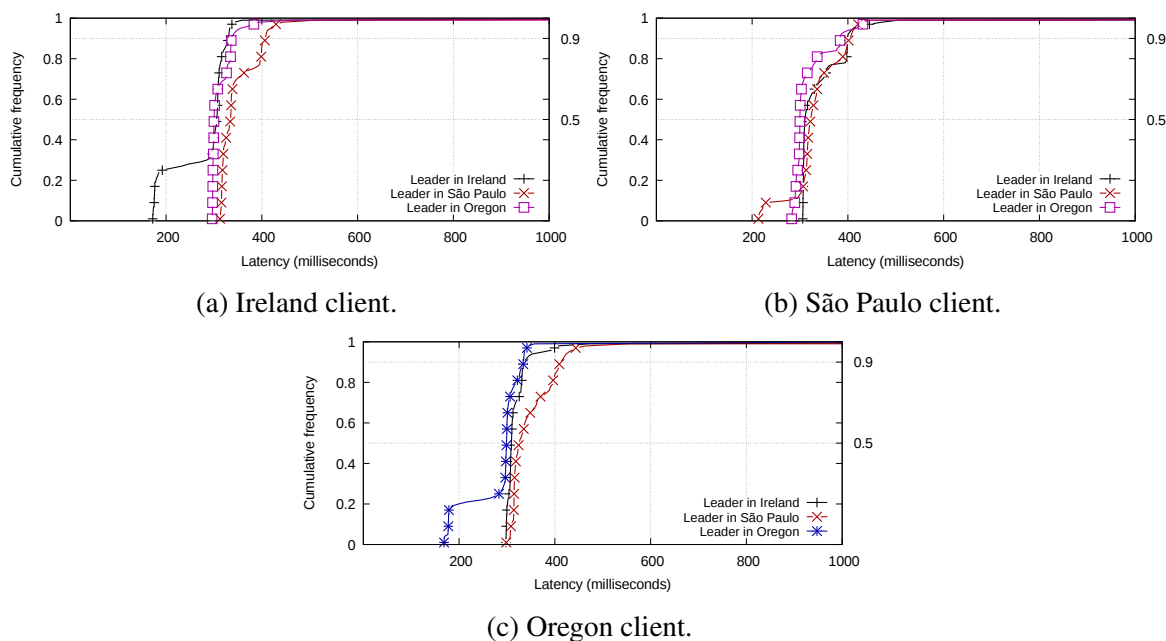 1
0.8
0.6
0.4
0.2
0
0.9
0.5
Cumulative frequency
Leader in Ireland
Leader in São Paulo
Leader in Oregon
200 400 600 800 1000
Latency (milliseconds)
(a) Ireland client.
1
0.8
0.6
0.4
0.2
0
0.9
0.5
Cumulative frequency
Leader in Ireland
Leader in São Paulo
Leader in Oregon
200 400 600 800 1000
Latency (milliseconds)
(b) São Paulo client.
1
0.8
0.6
0.4
0.2
0
0.9
0.5
Cumulative frequency
Leader in Ireland
Leader in São Paulo
Leader in Oregon
200 400 600 800 1000
Latency (milliseconds)
(c) Oregon client.